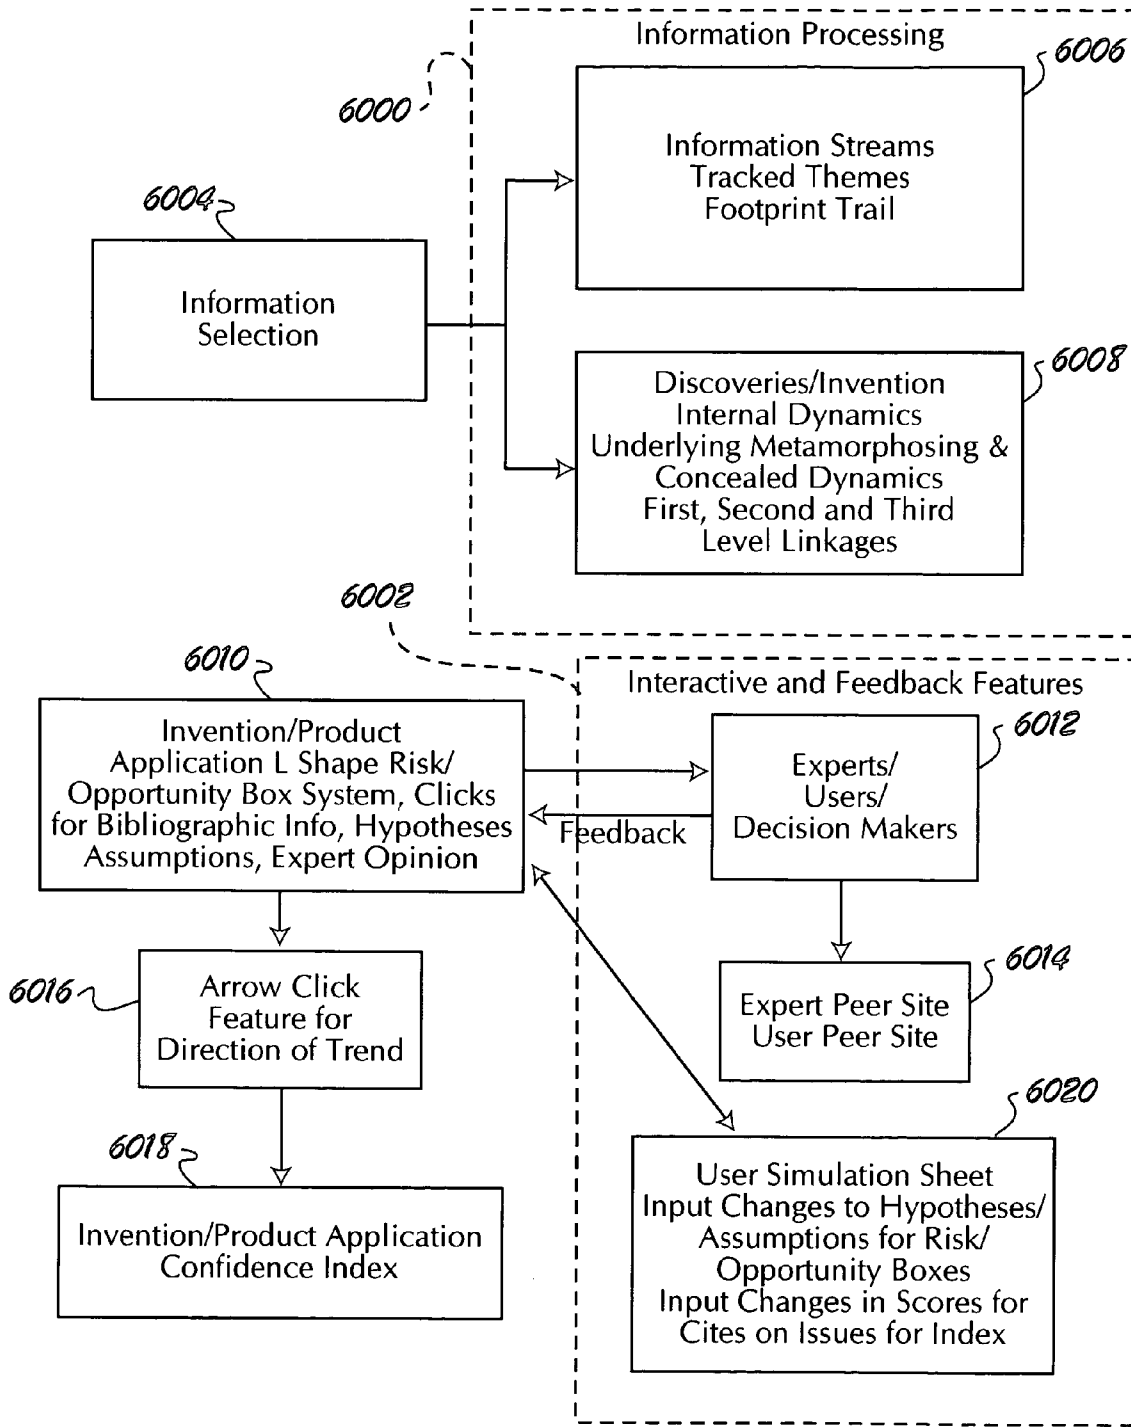 Information Processing
6006
6000
Information Streams
Tracked Themes
Footprint Trail
6004
Information
Selection
6008
Discoveries/Invention
Internal Dynamics
Underlying Metamorphosing &
Concealed Dynamics
First, Second and Third
Level Linkages
6002
6010
Interactive and Feedback Features
Invention/Product
Application L Shape Risk/
Opportunity Box System, Clicks
for Bibliographic Info, Hypotheses
Assumptions, Expert Opinion
6012
Experts/
Users/
Decision Makers
Feedback
6016
Arrow Click
Feature for
Direction of Trend
6014
Expert Peer Site
User Peer Site
6018
Invention/Product Application
Confidence Index
6020
User Simulation Sheet
Input Changes to Hypotheses/
Assumptions for Risk/
Opportunity Boxes
Input Changes in Scores for
Cites on Issues for Index